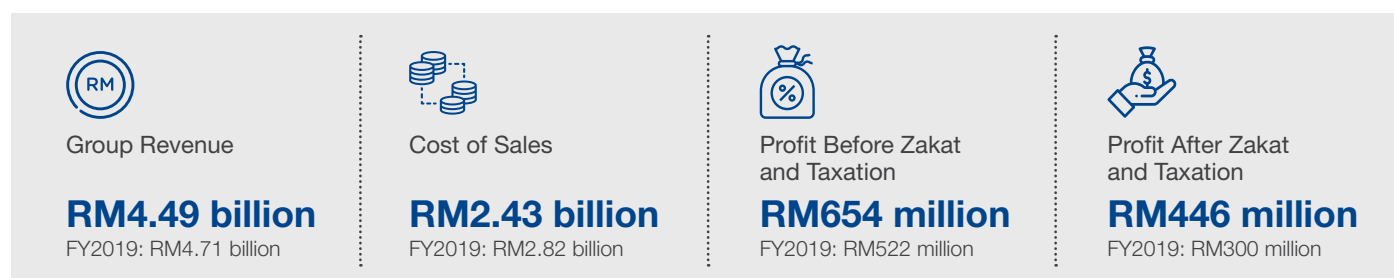 RM
Group Revenue
RM4.49 billion
FY2019: RM4.71 billion
Cost of Sales
RM2.43 billion
FY2019: RM2.82 billion
%
Profit Before Zakat
and Taxation
RM654 million
FY2019: RM522 million
$
Profit After Zakat
and Taxation
RM446 million
FY2019: RM300 million